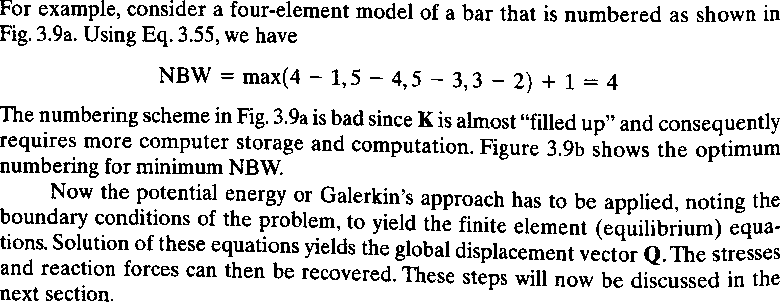 For example, consider a four-element model of a bar that is numbered as shown in
Fig. 3.9a. Using Eq. 3.55, we have
NBW = max(4 − 1, 5 − 4, 5 − 3, 3 − 2) + 1 = 4
The numbering scheme in Fig. 3.9a is bad since K is almost “filled up” and consequently
requires more computer storage and computation. Figure 3.9b shows the optimum
numbering for minimum NBW.
Now the potential energy or Galerkin’s approach has to be applied, noting the
boundary conditions of the problem, to yield the finite element (equilibrium) equa-
tions. Solution of these equations yields the global displacement vector Q. The stresses
and reaction forces can then be recovered. These steps will now be discussed in the
next section.